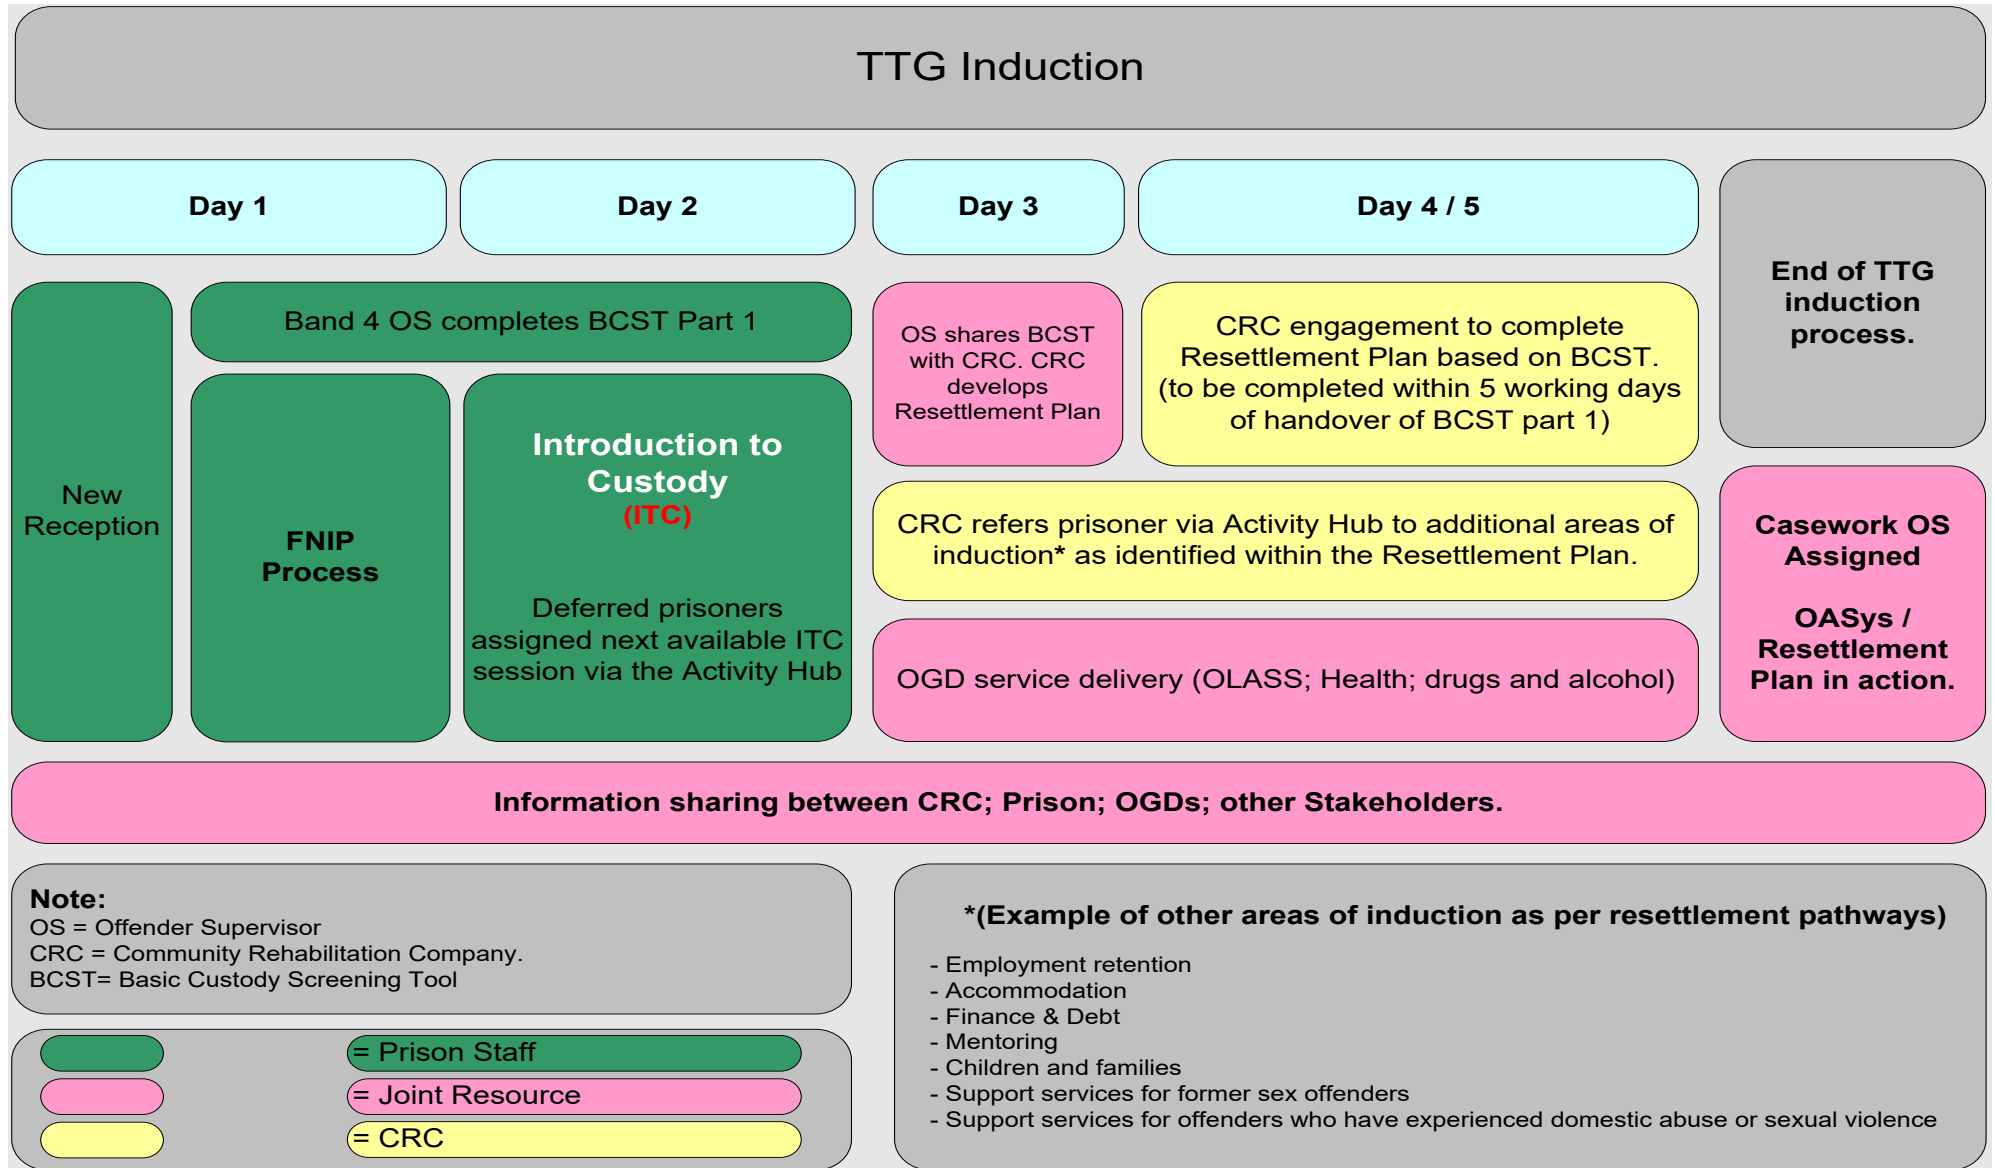 TTG Induction
Day 1
Day 2
Day 3
Day 4 / 5
End of TTG
induction
process.
New
Reception
Band 4 OS completes BCST Part 1
FNIP
Process
Introduction to
Custody
(ITC)
Deferred prisoners
assigned next available ITC
session via the Activity Hub
OS shares BCST
with CRC. CRC
develops
Resettlement Plan
CRC engagement to complete
Resettlement Plan based on BCST.
(to be completed within 5 working days
of handover of BCST part 1)
CRC refers prisoner via Activity Hub to additional areas of
induction* as identified within the Resettlement Plan.
OGD service delivery (OLASS; Health; drugs and alcohol)
Casework OS
Assigned
OASys /
Resettlement
Plan in action.
Information sharing between CRC; Prison; OGDs; other Stakeholders.
Note:
OS = Offender Supervisor
CRC = Community Rehabilitation Company.
BCST= Basic Custody Screening Tool
= Prison Staff
= Joint Resource
= CRC
*(Example of other areas of induction as per resettlement pathways)
- Employment retention
- Accommodation
- Finance & Debt
- Mentoring
- Children and families
- Support services for former sex offenders
- Support services for offenders who have experienced domestic abuse or sexual violence